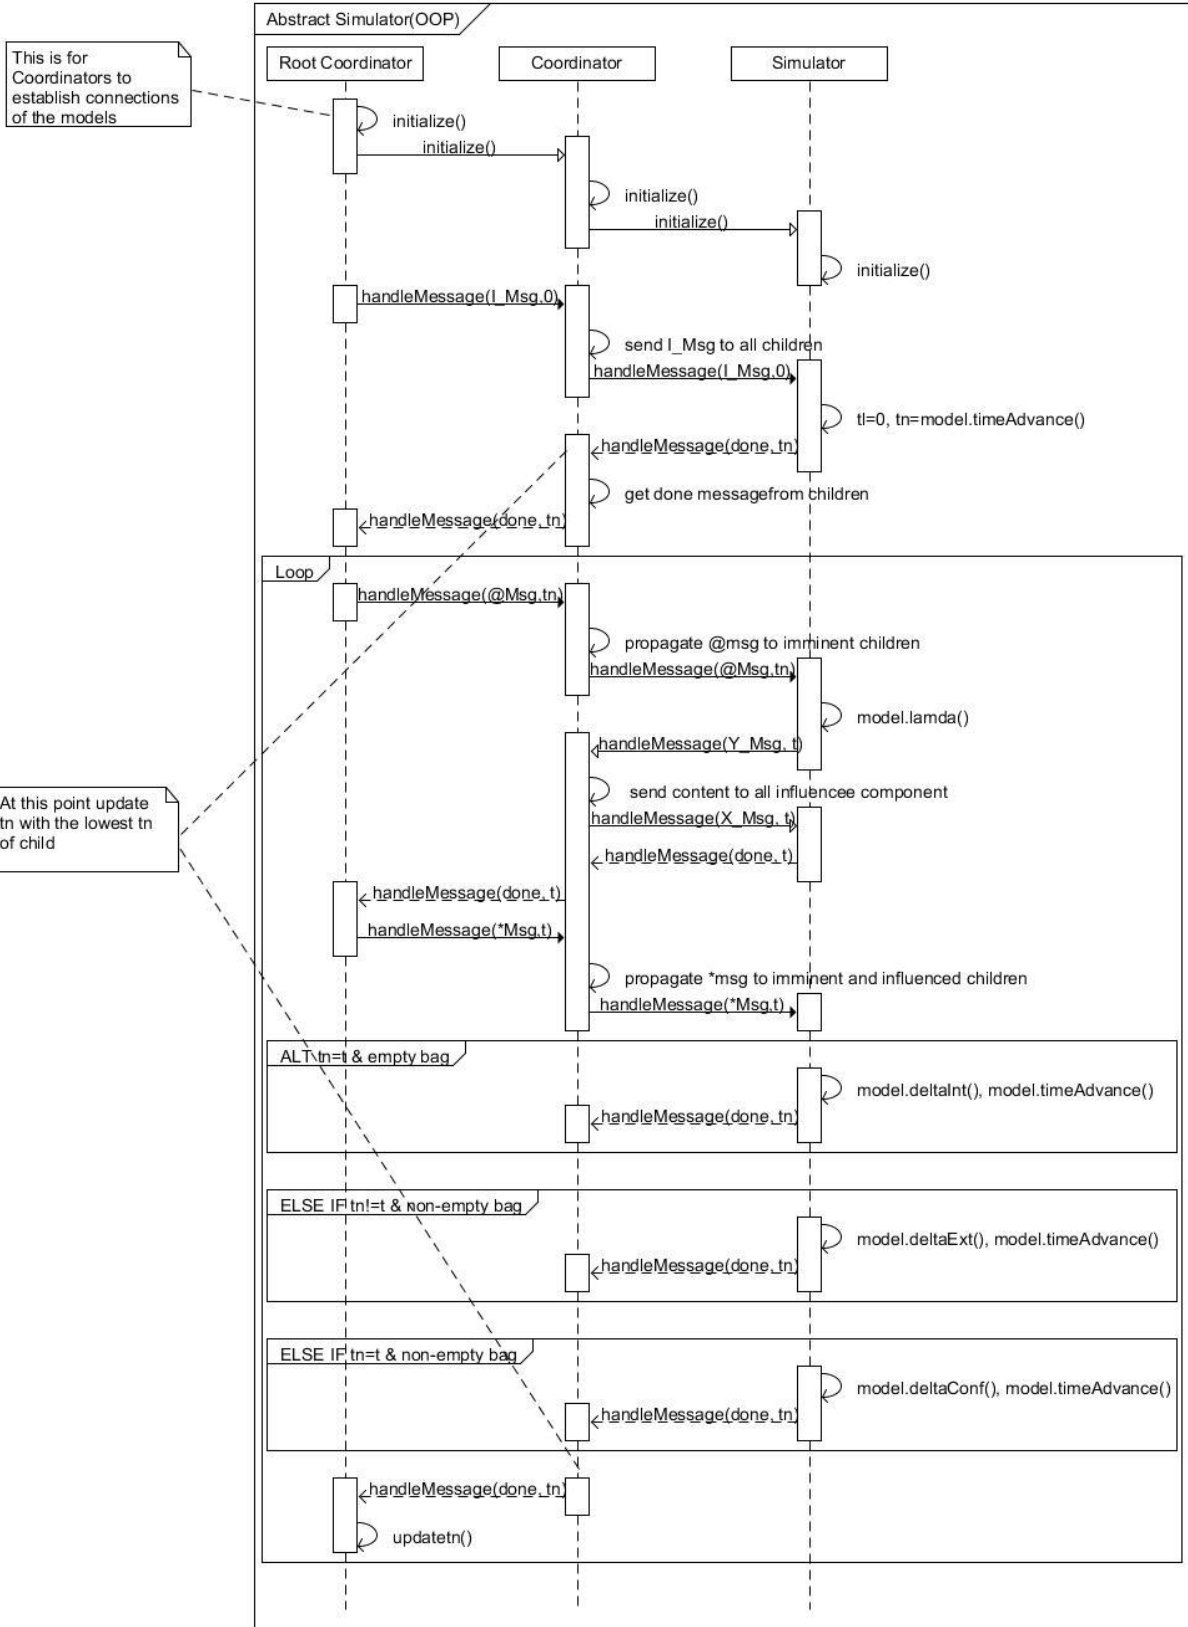 Abstract Simulator(OOP)
This is for
Coordinators to
establish connections
of the models
Root Coordinator
Coordinator
Simulator
initialize()
initialize()
initialize()
initialize()
initialize()
handleMessage(I_Msg,0)
send I_Msg to all children
handleMessage(I_Msg,0)
tl=0, tn=model.timeAdvance()
handleMessage(done, tn)
get done messagefrom children
handleMessage(done, tn)
Loop
handleMessage(@Msg,tn)
propagate @msg to imminent children
handleMessage(@Msg,tn)
model.lamda()
handleMessage(Y_Msg, t)
send content to all influencee component
handleMessage(X_Msg, t)
At this point update
tn with the lowest tn
of child
handleMessage(done, t)
handleMessage(done, t)
handleMessage(*Msg,t)
propagate *msg to imminent and influenced children
handleMessage(*Msg,t)
ALT tn=t & empty bag
model.deltaInt(), model.timeAdvance()
handleMessage(done, tn)
ELSE IF tn!=t & non-empty bag
model.deltaExt(), model.timeAdvance()
handleMessage(done, tn)
ELSE IF tn=t & non-empty bag
model.deltaConf(), model.timeAdvance()
handleMessage(done, tn)
handleMessage(done, tn)
updatetn()